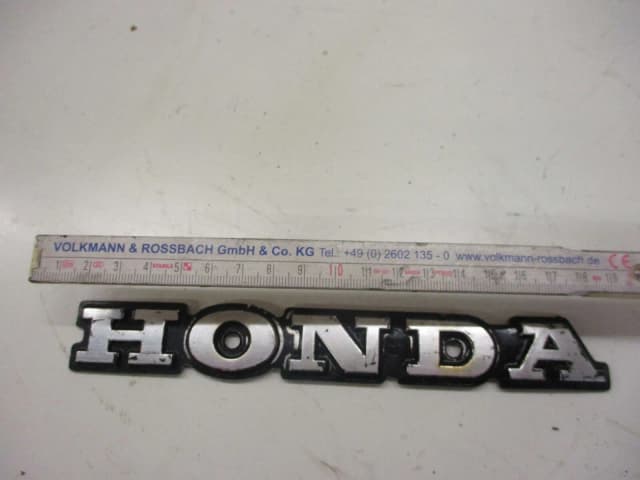 VOLKMANN & ROSSBACH GmbH & Co. KG Tel.: +49 (0) 2602 135 - 0 www.volkmann-rossbach.de CE
1 2 3 4 5 6 7 8 9 10 11 12 13 14 15 16 17 18 19
HONDA